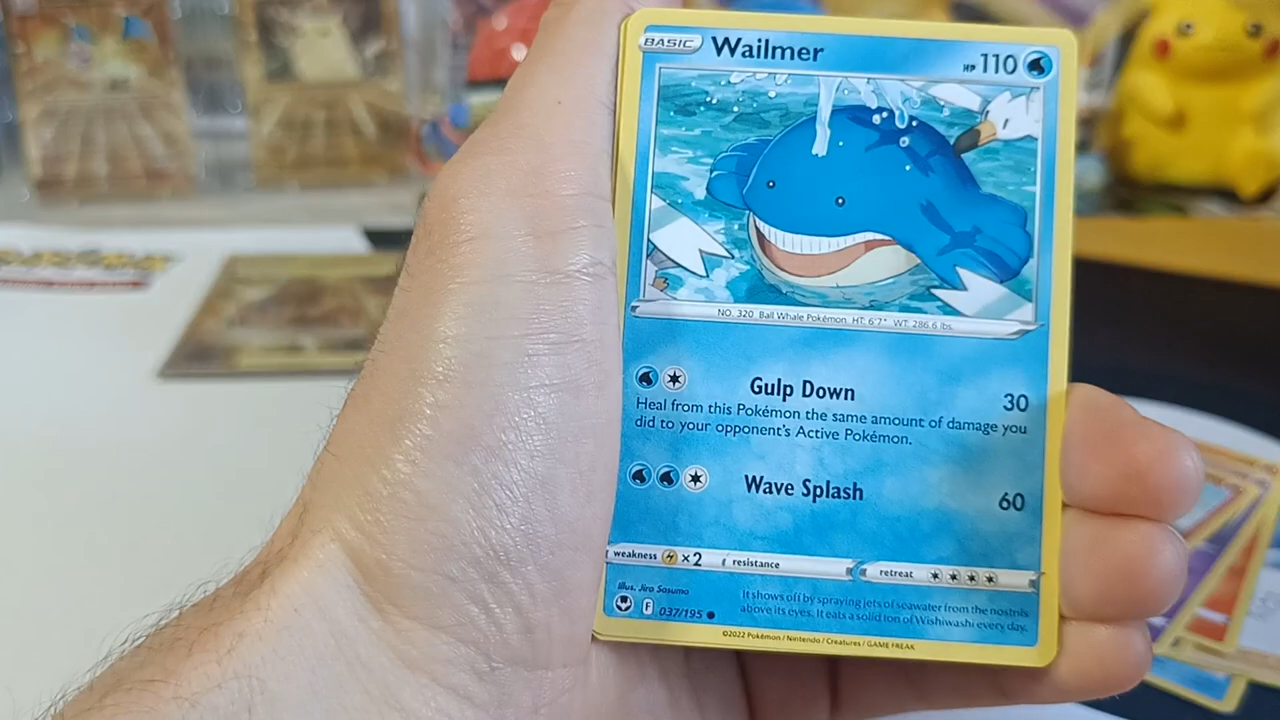 BASIC Wailmer HP 110
NO. 320 Ball Whale Pokémon HT: 6'7" WT: 286.6 lbs.
Gulp Down 30
Heal from this Pokémon the same amount of damage you
did to your opponent's Active Pokémon.
Wave Splash 60
weakness ×2 resistance retreat
Illus. Jiro Sasumo
F 037/195
It shows off by spraying jets of seawater from the nostrils
above its eyes. It eats a solid ton of Wishiwashi every day.
©2022 Pokémon / Nintendo / Creatures / GAME FREAK